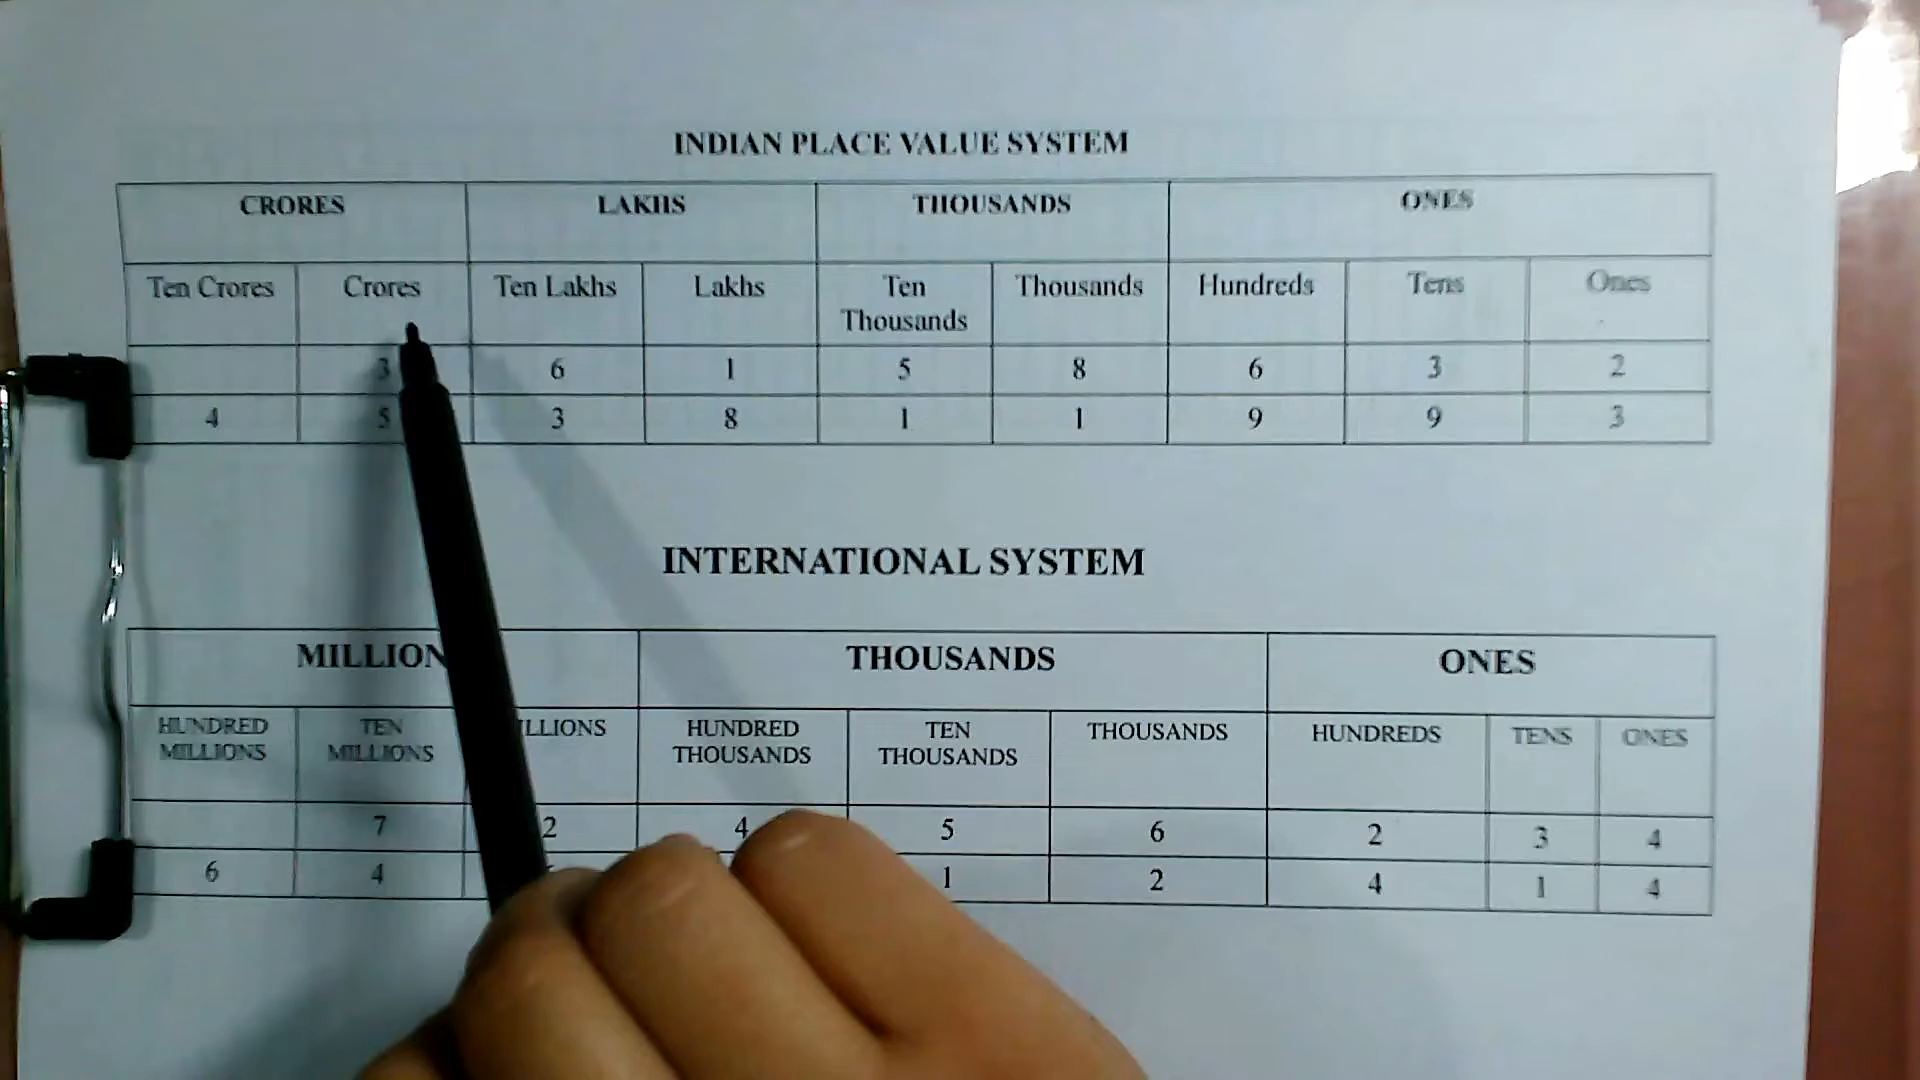 INDIAN PLACE VALUE SYSTEM
CRORES LAKHS THOUSANDS ONES
Ten Crores Crores Ten Lakhs Lakhs Ten Thousands Thousands Hundreds Tens Ones
3 6 1 5 8 6 3 2
4 5 3 8 1 1 9 9 3
INTERNATIONAL SYSTEM
MILLION THOUSANDS ONES
HUNDRED MILLIONS TEN MILLIONS ILLIONS HUNDRED THOUSANDS TEN THOUSANDS THOUSANDS HUNDREDS TENS ONES
7 2 4 5 6 2 3 4
6 4 1 2 4 1 4